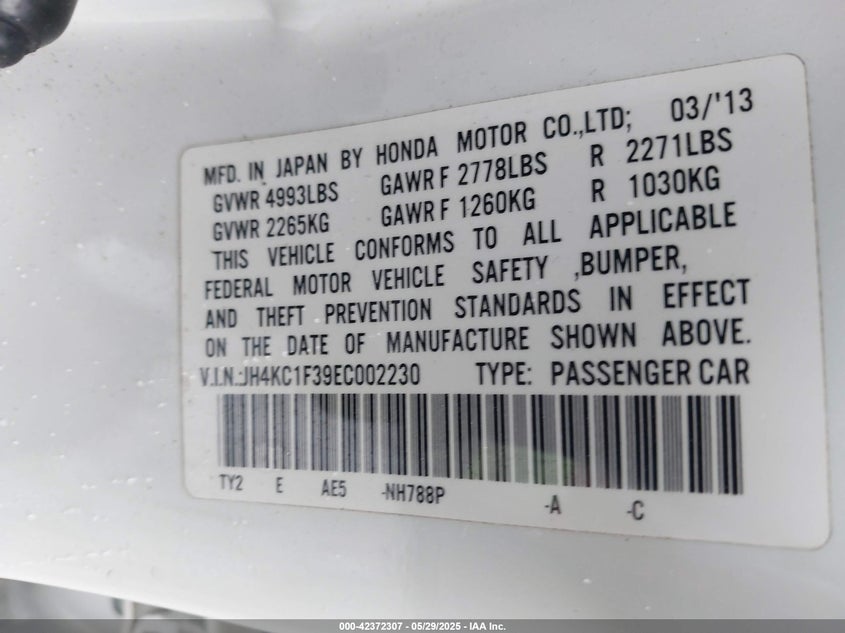 MFD. IN JAPAN BY HONDA MOTOR CO.,LTD; 03/'13
GVWR 4993LBS GAWR F 2778LBS R 2271LBS
GVWR 2265KG GAWR F 1260KG R 1030KG
THIS VEHICLE CONFORMS TO ALL APPLICABLE
FEDERAL MOTOR VEHICLE SAFETY ,BUMPER,
AND THEFT PREVENTION STANDARDS IN EFFECT
ON THE DATE OF MANUFACTURE SHOWN ABOVE.
V.I.N.:JH4KC1F39EC002230 TYPE: PASSENGER CAR
TY2 E AE5 -NH788P -A -C
000-42372307 - 05/29/2025 - IAA Inc.